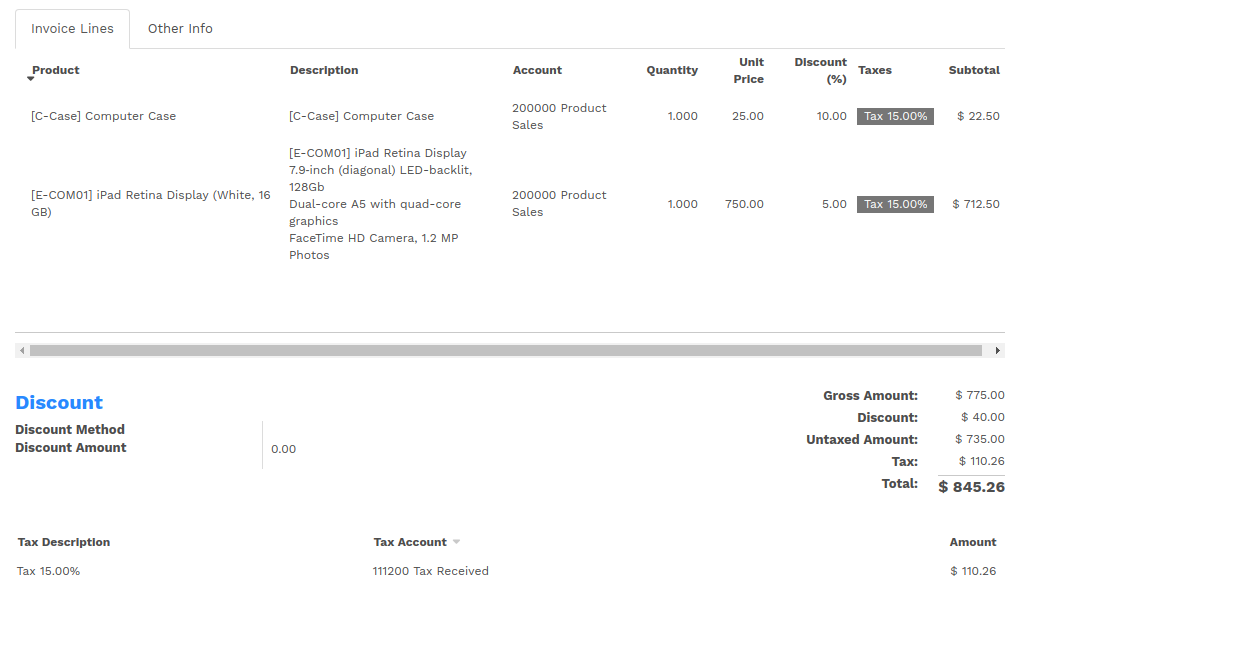 Invoice Lines Other Info
Product Description Account Quantity Unit Price Discount (%) Taxes Subtotal
[C-Case] Computer Case [C-Case] Computer Case 200000 Product Sales 1.000 25.00 10.00 Tax 15.00% $ 22.50
[E-COM01] iPad Retina Display (White, 16 GB)
[E-COM01] iPad Retina Display
7.9-inch (diagonal) LED-backlit,
128Gb
Dual-core A5 with quad-core
graphics
FaceTime HD Camera, 1.2 MP
Photos
200000 Product Sales 1.000 750.00 5.00 Tax 15.00% $ 712.50
Discount
Discount Method
Discount Amount 0.00
Gross Amount: $ 775.00
Discount: $ 40.00
Untaxed Amount: $ 735.00
Tax: $ 110.26
Total: $ 845.26
Tax Description Tax Account Amount
Tax 15.00% 111200 Tax Received $ 110.26